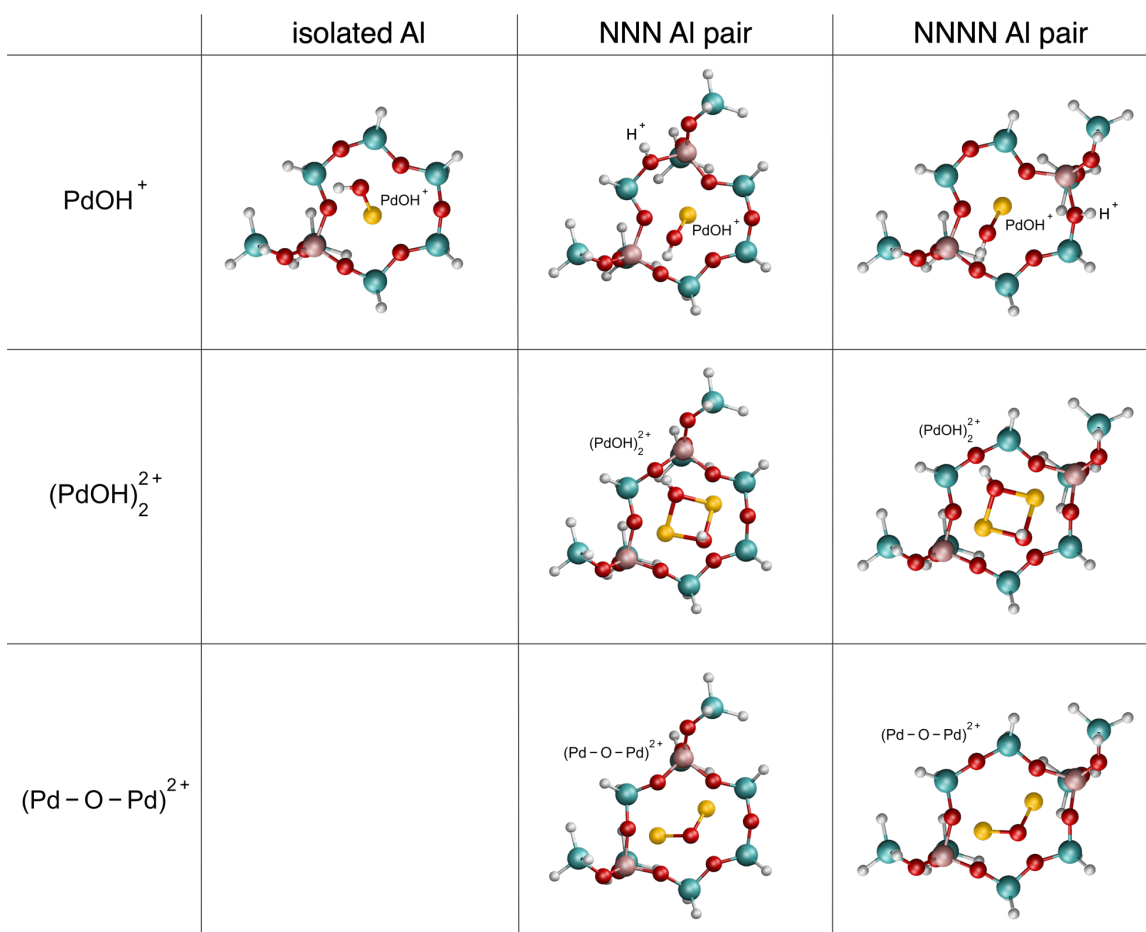 isolated Al NNN Al pair NNNN Al pair
PdOH⁺
PdOH⁺
H⁺
PdOH⁺
PdOH⁺
H⁺
(PdOH)₂²⁺
(PdOH)₂²⁺
(PdOH)₂²⁺
(Pd – O – Pd)²⁺
(Pd – O – Pd)²⁺
(Pd – O – Pd)²⁺